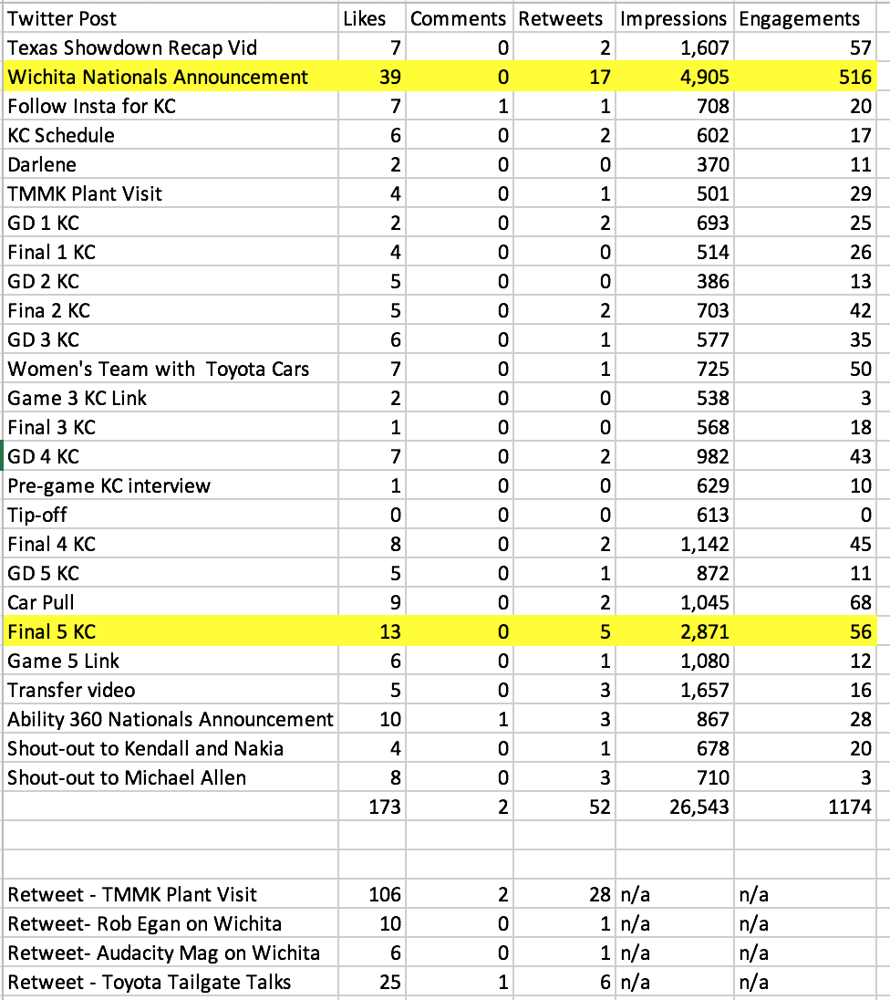 Twitter Post Likes Comments Retweets Impressions Engagements
Texas Showdown Recap Vid 7 0 2 1,607 57
Wichita Nationals Announcement 39 0 17 4,905 516
Follow Insta for KC 7 1 1 708 20
KC Schedule 6 0 2 602 17
Darlene 2 0 0 370 11
TMMK Plant Visit 4 0 1 501 29
GD 1 KC 2 0 2 693 25
Final 1 KC 4 0 0 514 26
GD 2 KC 5 0 0 386 13
Fina 2 KC 5 0 2 703 42
GD 3 KC 6 0 1 577 35
Women's Team with  Toyota Cars 7 0 1 725 50
Game 3 KC Link 2 0 0 538 3
Final 3 KC 1 0 0 568 18
GD 4 KC 7 0 2 982 43
Pre-game KC interview 1 0 0 629 10
Tip-off 0 0 0 613 0
Final 4 KC 8 0 2 1,142 45
GD 5 KC 5 0 1 872 11
Car Pull 9 0 2 1,045 68
Final 5 KC 13 0 5 2,871 56
Game 5 Link 6 0 1 1,080 12
Transfer video 5 0 3 1,657 16
Ability 360 Nationals Announcement 10 1 3 867 28
Shout-out to Kendall and Nakia 4 0 1 678 20
Shout-out to Michael Allen 8 0 3 710 3
173 2 52 26,543 1174
Retweet - TMMK Plant Visit 106 2 28 n/a n/a
Retweet- Rob Egan on Wichita 10 0 1 n/a n/a
Retweet- Audacity Mag on Wichita 6 0 1 n/a n/a
Retweet - Toyota Tailgate Talks 25 1 6 n/a n/a